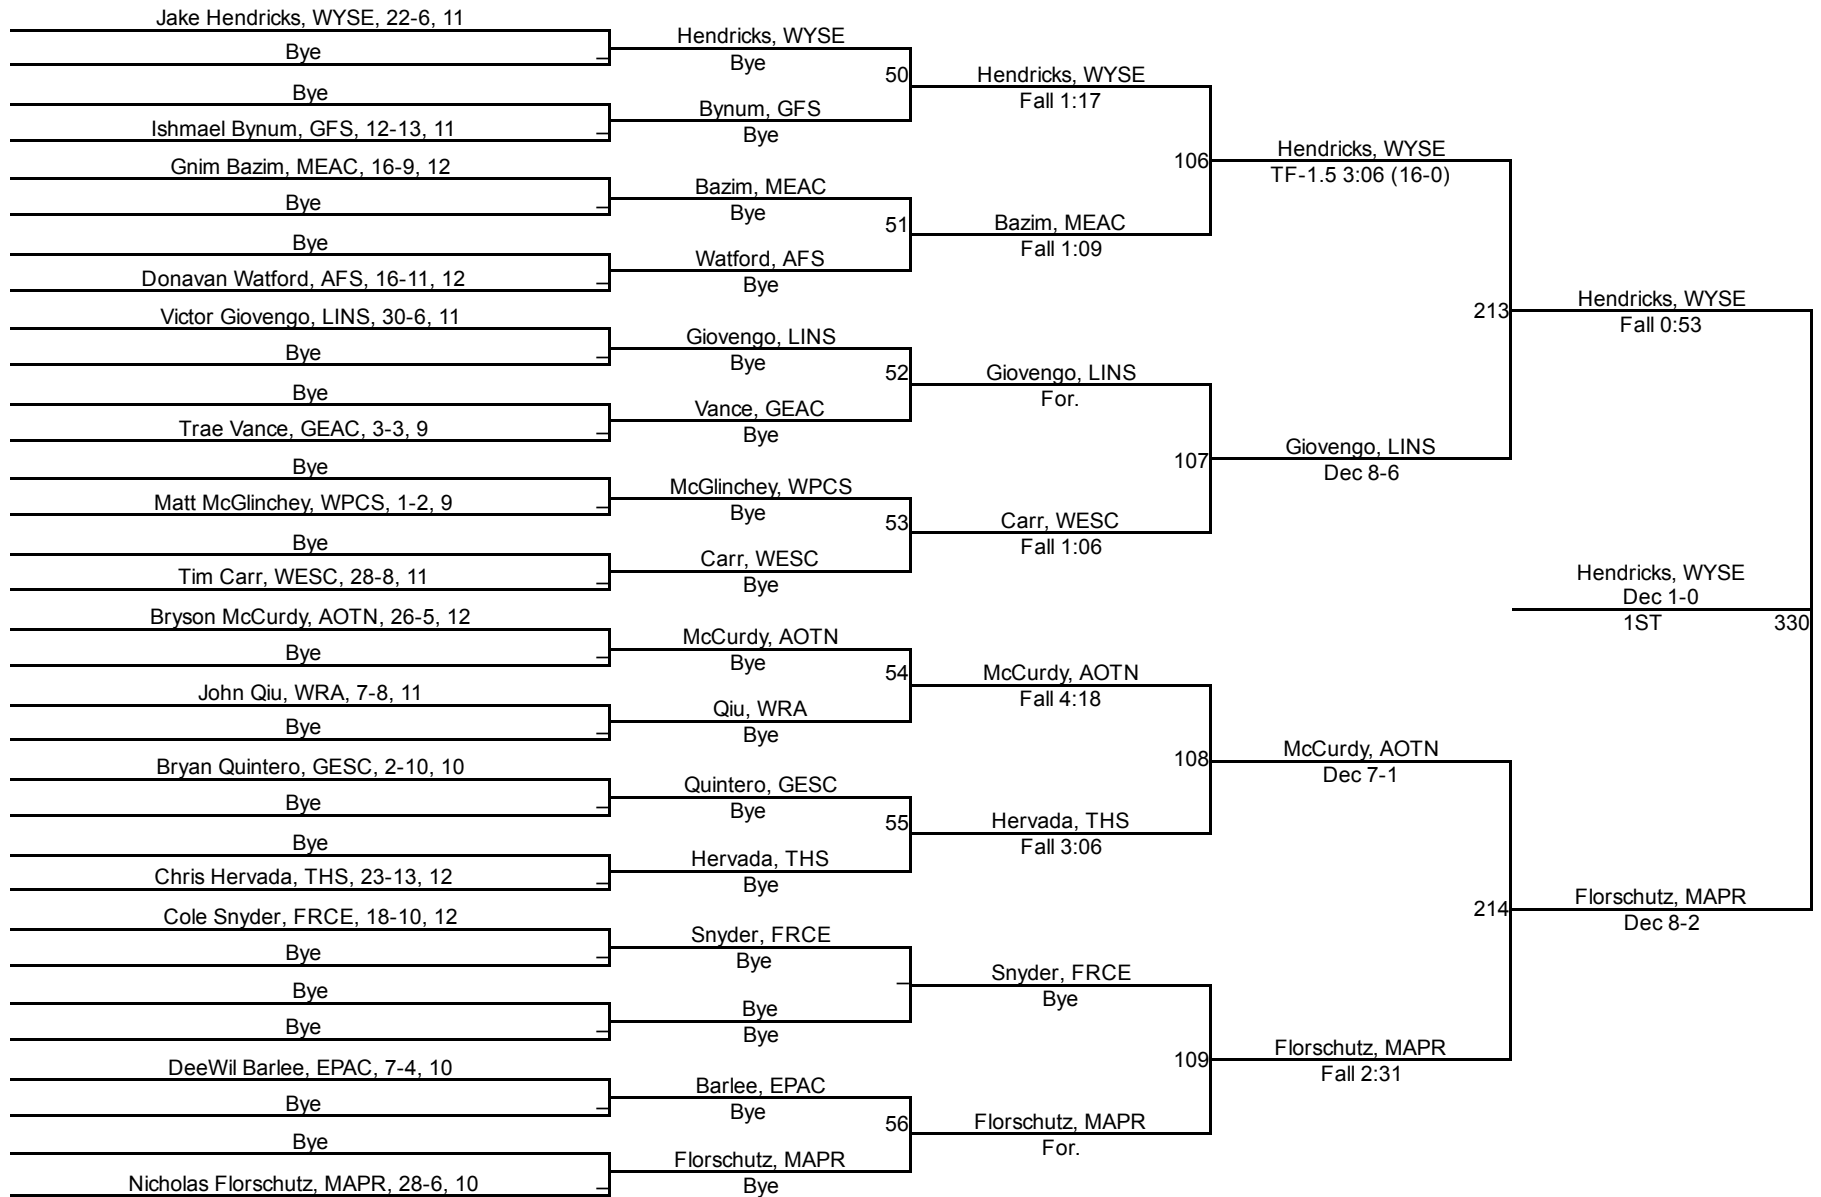 Jake Hendricks, WYSE, 22-6, 11
Bye
Bye
Ishmael Bynum, GFS, 12-13, 11
Gnim Bazim, MEAC, 16-9, 12
Bye
Bye
Donavan Watford, AFS, 16-11, 12
Victor Giovengo, LINS, 30-6, 11
Bye
Bye
Trae Vance, GEAC, 3-3, 9
Bye
Matt McGlinchey, WPCS, 1-2, 9
Bye
Tim Carr, WESC, 28-8, 11
Bryson McCurdy, AOTN, 26-5, 12
Bye
John Qiu, WRA, 7-8, 11
Bye
Bryan Quintero, GESC, 2-10, 10
Bye
Bye
Chris Hervada, THS, 23-13, 12
Cole Snyder, FRCE, 18-10, 12
Bye
Bye
Bye
DeeWil Barlee, EPAC, 7-4, 10
Bye
Bye
Nicholas Florschutz, MAPR, 28-6, 10
Hendricks, WYSE
Bye
50
Bynum, GFS
Bye
Bazim, MEAC
Bye
51
Watford, AFS
Bye
Giovengo, LINS
Bye
52
Vance, GEAC
Bye
McGlinchey, WPCS
Bye
53
Carr, WESC
Bye
McCurdy, AOTN
Bye
54
Qiu, WRA
Bye
Quintero, GESC
Bye
55
Hervada, THS
Bye
Snyder, FRCE
Bye
Bye
Bye
Barlee, EPAC
Bye
56
Florschutz, MAPR
Bye
Hendricks, WYSE
Fall 1:17
106
Bazim, MEAC
Fall 1:09
Giovengo, LINS
For.
107
Carr, WESC
Fall 1:06
McCurdy, AOTN
Fall 4:18
108
Hervada, THS
Fall 3:06
Snyder, FRCE
Bye
109
Florschutz, MAPR
For.
Hendricks, WYSE
TF-1.5 3:06 (16-0)
213
Giovengo, LINS
Dec 8-6
McCurdy, AOTN
Dec 7-1
214
Florschutz, MAPR
Fall 2:31
Hendricks, WYSE
Fall 0:53
Florschutz, MAPR
Dec 8-2
Hendricks, WYSE
Dec 1-0
1ST
330